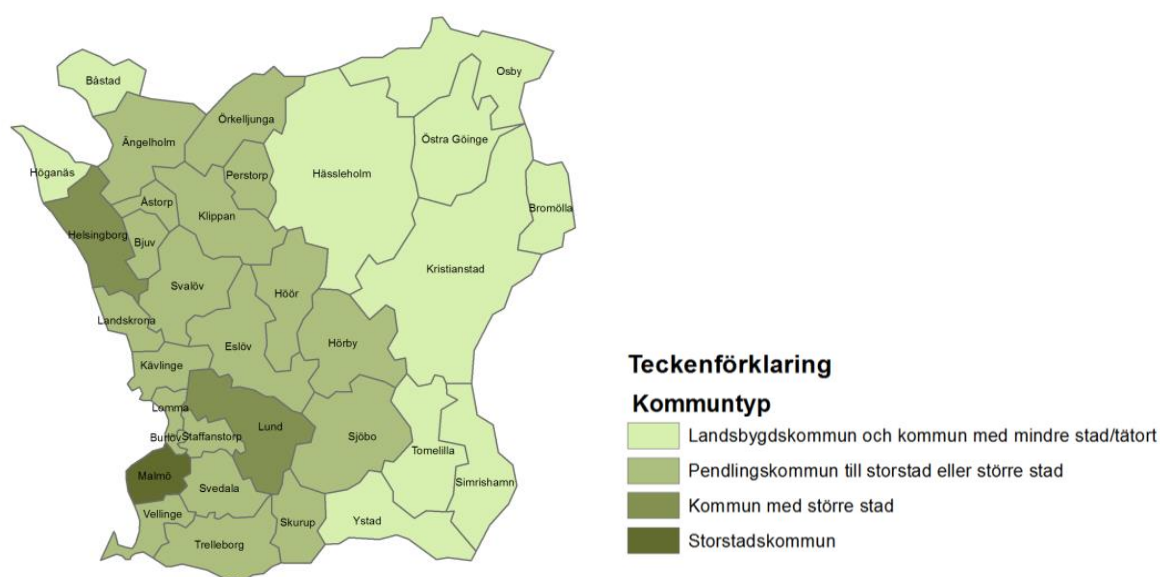 Osby
Båstad
Örkelljunga
Ängelholm
Östra Göinge
Höganäs
Perstorp
Hässleholm
Åstorp
Klippan
Bromölla
Helsingborg
Bjuv
Kristianstad
Svalöv
Höör
Landskrona
Eslöv
Hörby
Kävlinge
Lomma
Lund
Burlöv
Staffanstorp
Sjöbo
Tomelilla
Malmö
Svedala
Simrishamn
Vellinge
Skurup
Ystad
Trelleborg
Teckenförklaring
Kommuntyp
Landsbygdskommun och kommun med mindre stad/tätort
Pendlingskommun till storstad eller större stad
Kommun med större stad
Storstadskommun